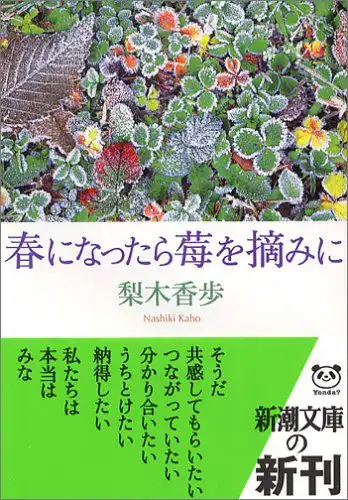 春になったら莓を摘みに
梨木香歩
Nashiki Kaho
そうだ
共感してもらいたい
つながっていたい
分かり合いたい
うちとけたい
納得したい
私たちは
本当は
みな
Yonda?
新潮文庫
の
新刊